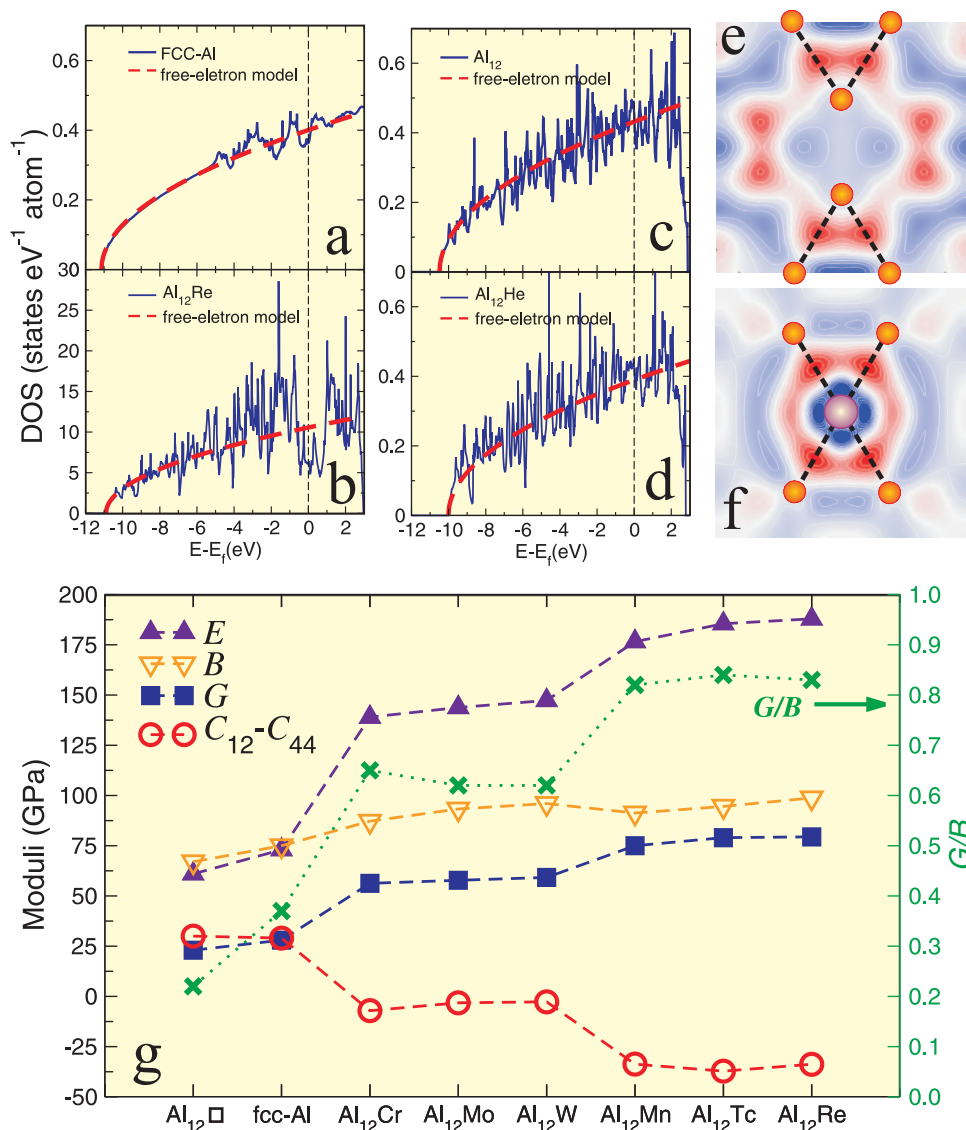 0.6
0.4
0.2
30
FCC-Al
free-eletron model
a
0.6
0.4
0.2
0
Al12
free-eletron model
c
e
DOS (states eV⁻¹ atom⁻¹)
25
20
15
10
5
0
Al12Re
free-eletron model
b
0.6
0.4
0.2
0
Al12He
free-eletron model
d
f
-12 -10 -8 -6 -4 -2 0 2
E-Ef(eV)
-10 -8 -6 -4 -2 0 2
E-Ef(eV)
200
175
150
125
100
75
50
25
0
-25
-50
Moduli (GPa)
E
B
G
C12-C44
G/B
g
1.0
0.9
0.8
0.7
0.6
0.5
0.4
0.3
0.2
0.1
0.0
G/B
Al12□ fcc-Al Al12Cr Al12Mo Al12W Al12Mn Al12Tc Al12Re